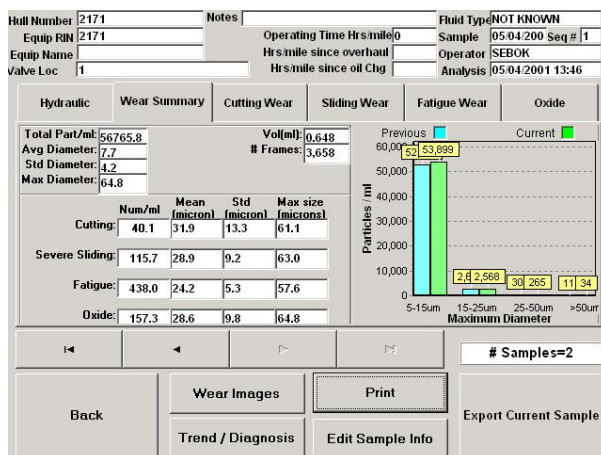 Hull Number 2171 Notes Fluid Type NOT KNOWN
Equip RIN 2171 Operating Time Hrs/mile 0 Sample 05/04/200 Seq # 1
Equip Name Hrs/mile since overhaul Operator SEBOK
Valve Loc 1 Hrs/mile since oil Chg Analysis 05/04/2001 13:46
Hydraulic Wear Summary Cutting Wear Sliding Wear Fatigue Wear Oxide
Total Part/ml: 56765.8 Vol(ml): 0.648
Avg Diameter: 7.7 # Frames: 3,658
Std Diameter: 4.2
Max Diameter: 64.8
Num/ml Mean (micron) Std (micron) Max size (microns)
Cutting: 40.1 31.9 13.3 61.1
Severe Sliding: 115.7 28.9 9.2 63.0
Fatigue: 438.0 24.2 5.3 57.6
Oxide: 157.3 28.6 9.8 64.8
Previous Current
Particles / ml
60,000
50,000
40,000
30,000
20,000
10,000
0
52 53,899
2,6 2,568
30 265
11 34
5-15um 15-25um 25-50um >50um
Maximum Diameter
# Samples=2
Back
Wear Images
Print
Trend / Diagnosis
Edit Sample Info
Export Current Sample